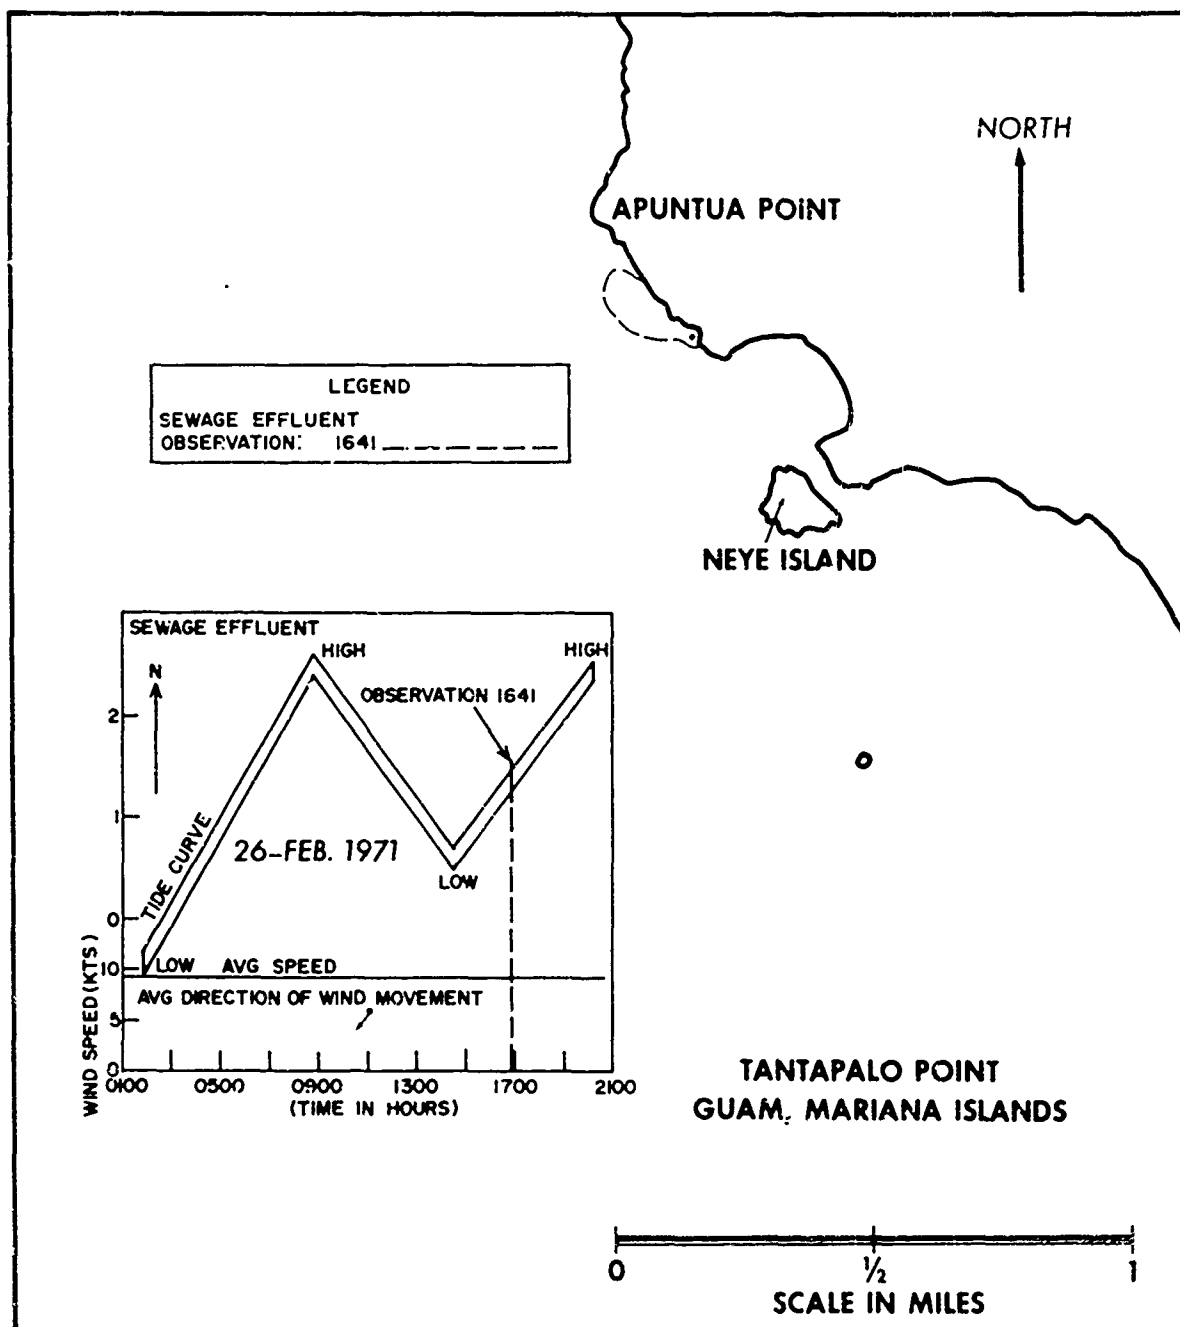 NORTH
APUNTUA POINT
LEGEND
SEWAGE EFFLUENT
OBSERVATION: 1641
NEYE ISLAND
SEWAGE EFFLUENT
N
HIGH
HIGH
OBSERVATION 1641
2
1
0
TIDE CURVE
26-FEB. 1971
LOW
LOW AVG SPEED
AVG DIRECTION OF WIND MOVEMENT
WIND SPEED (KTS)
10
5
0
0100 0500 0900 1300 1700 2100
(TIME IN HOURS)
TANTAPALO POINT
GUAM, MARIANA ISLANDS
0 1/2 1
SCALE IN MILES